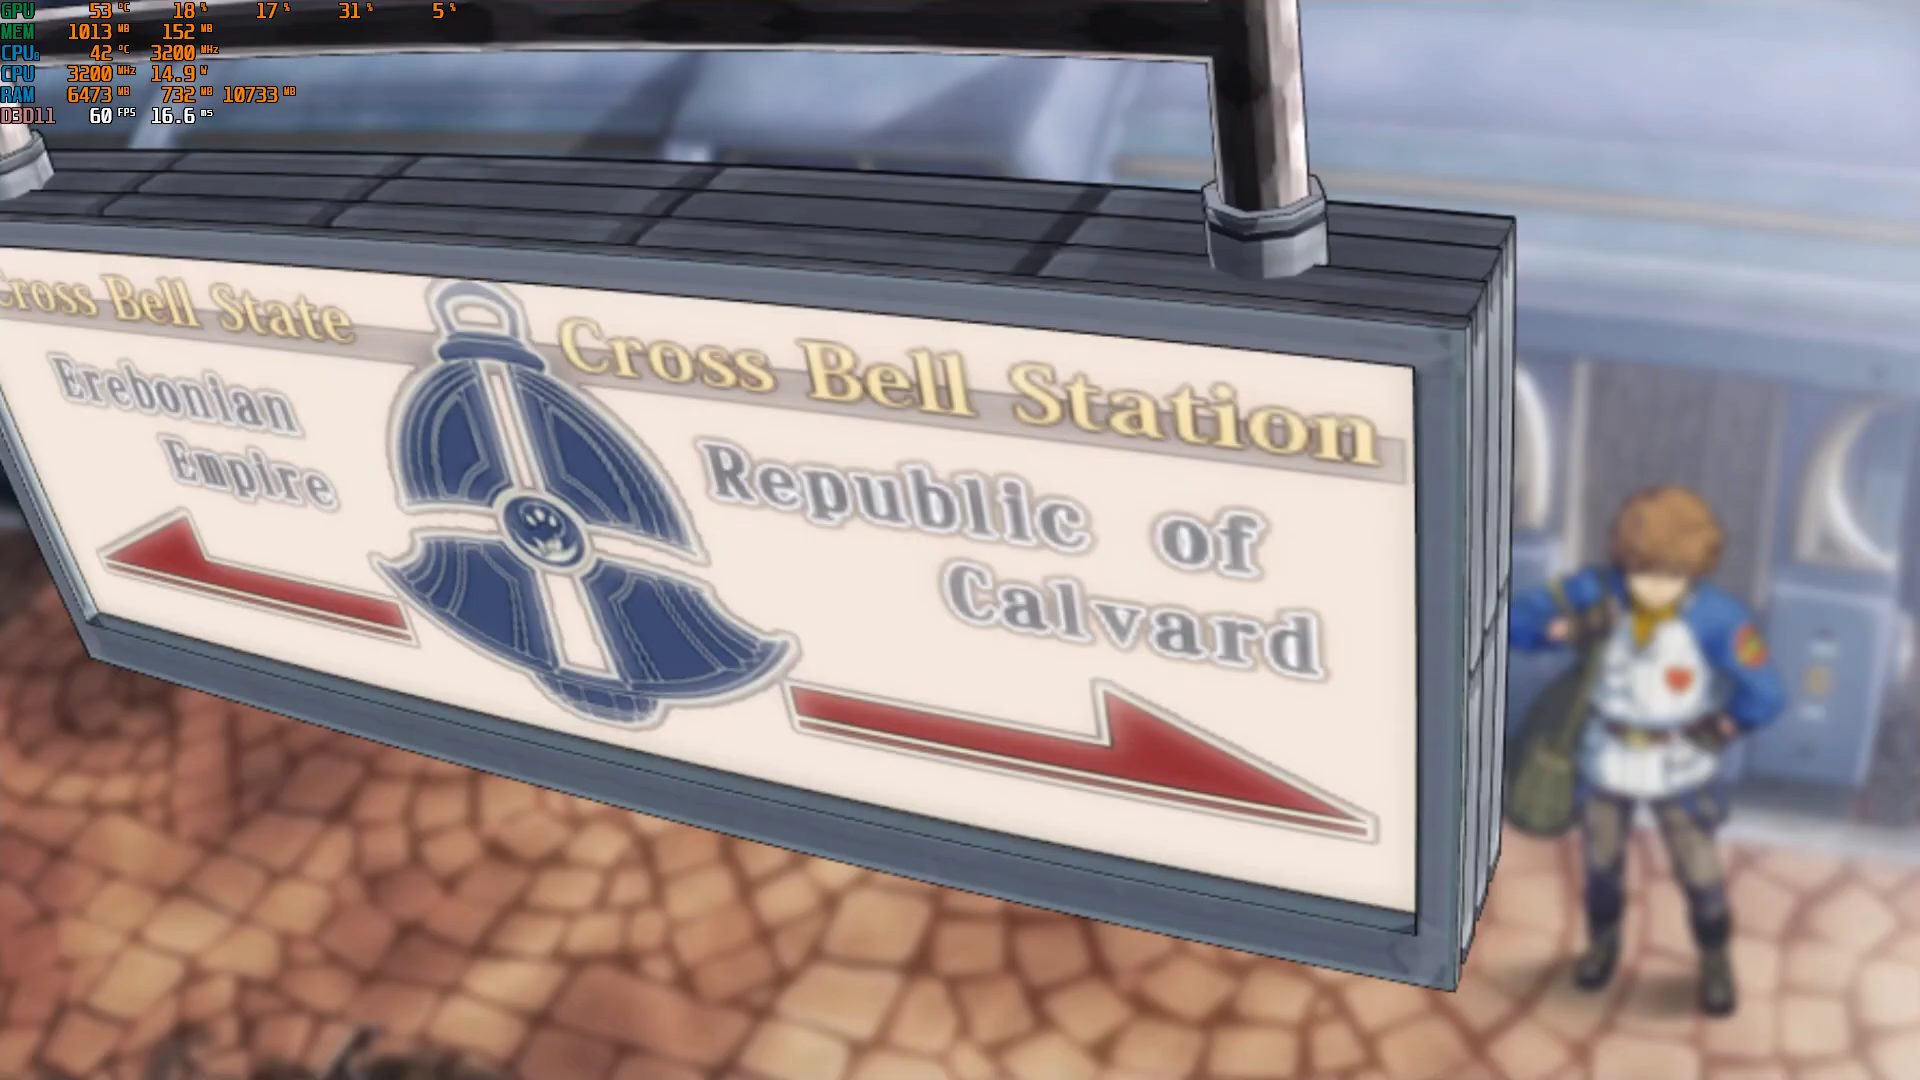 GPU 53 °C 18 % 17 % 31 % 5 %
MEM 1013 MB 152 MB
CPU 42 °C 3200 MHz
CPU 3200 MHz 14.9 W
RAM 6473 MB 732 MB 10733 MB
D3D11 60 FPS 16.6 ms
Cross Bell State
Erebonian
Empire
Cross Bell Station
Republic of
Calvard